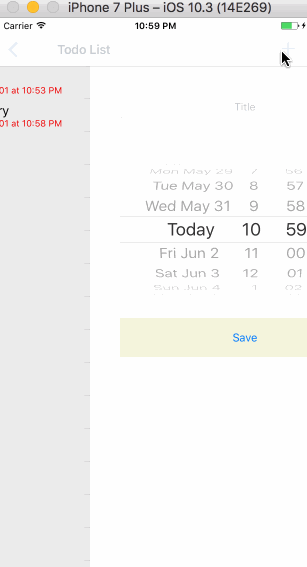 iPhone 7 Plus – iOS 10.3 (14E269)
Carrier 10:59 PM
Todo List
01 at 10:53 PM
ry
01 at 10:58 PM
Title
Mon May 29 7 56
Tue May 30 8 57
Wed May 31 9 58
Today 10 59
Fri Jun 2 11 00
Sat Jun 3 12 01
Sun Jun 4 1 02
Save